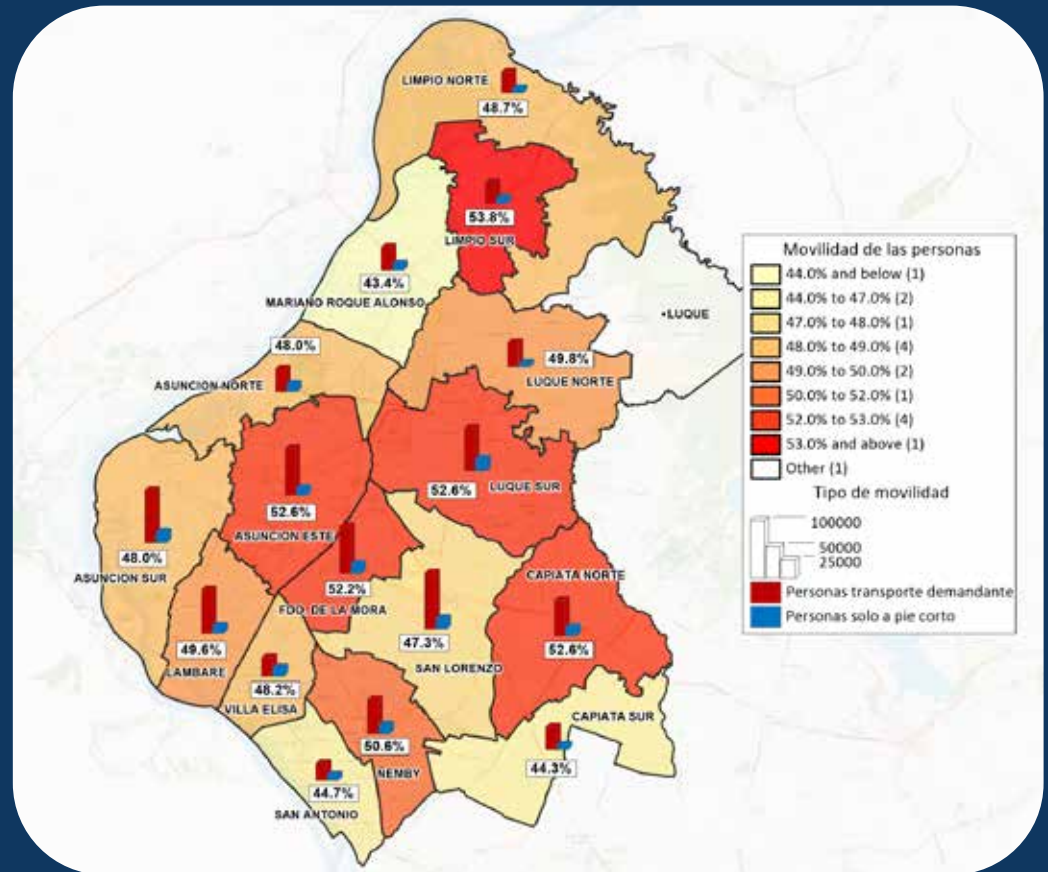 LIMPIO NORTE
48.7%
53.8%
LIMPIO SUR
43.4%
MARIANO ROQUE ALONSO
•LUQUE
48.0%
ASUNCION NORTE
49.8%
LUQUE NORTE
52.6%
LUQUE SUR
52.6%
ASUNCION ESTE
48.0%
ASUNCION SUR
52.2%
FDO. DE LA MORA
CAPIATA NORTE
52.6%
47.3%
SAN LORENZO
49.6%
LAMBARE
48.2%
VILLA ELISA
CAPIATA SUR
44.3%
50.6%
NEMBY
44.7%
SAN ANTONIO
Movilidad de las personas
44.0% and below (1)
44.0% to 47.0% (2)
47.0% to 48.0% (1)
48.0% to 49.0% (4)
49.0% to 50.0% (2)
50.0% to 52.0% (1)
52.0% to 53.0% (4)
53.0% and above (1)
Other (1)
Tipo de movilidad
100000
50000
25000
Personas transporte demandante
Personas solo a pie corto